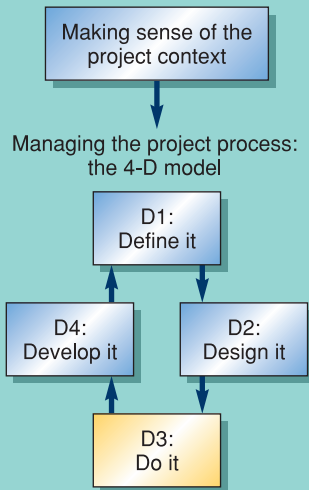 Making sense of the
project context
Managing the project process:
the 4-D model
D1:
Define it
D4:
Develop it
D2:
Design it
D3:
Do it